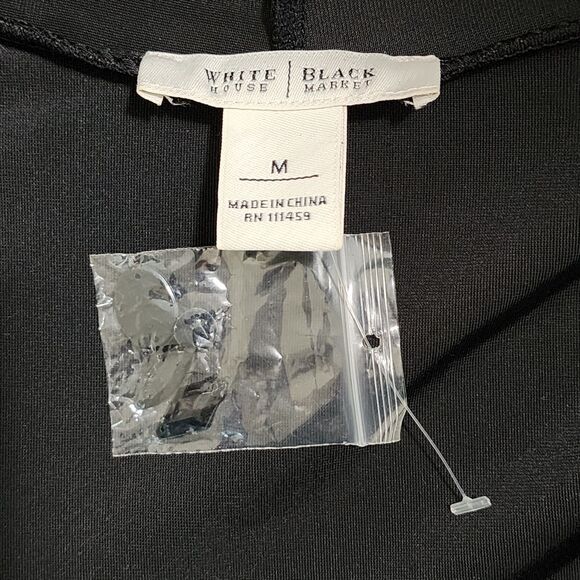 WHITE | BLACK
HOUSE | MARKET
M
MADE IN CHINA
RN 111459